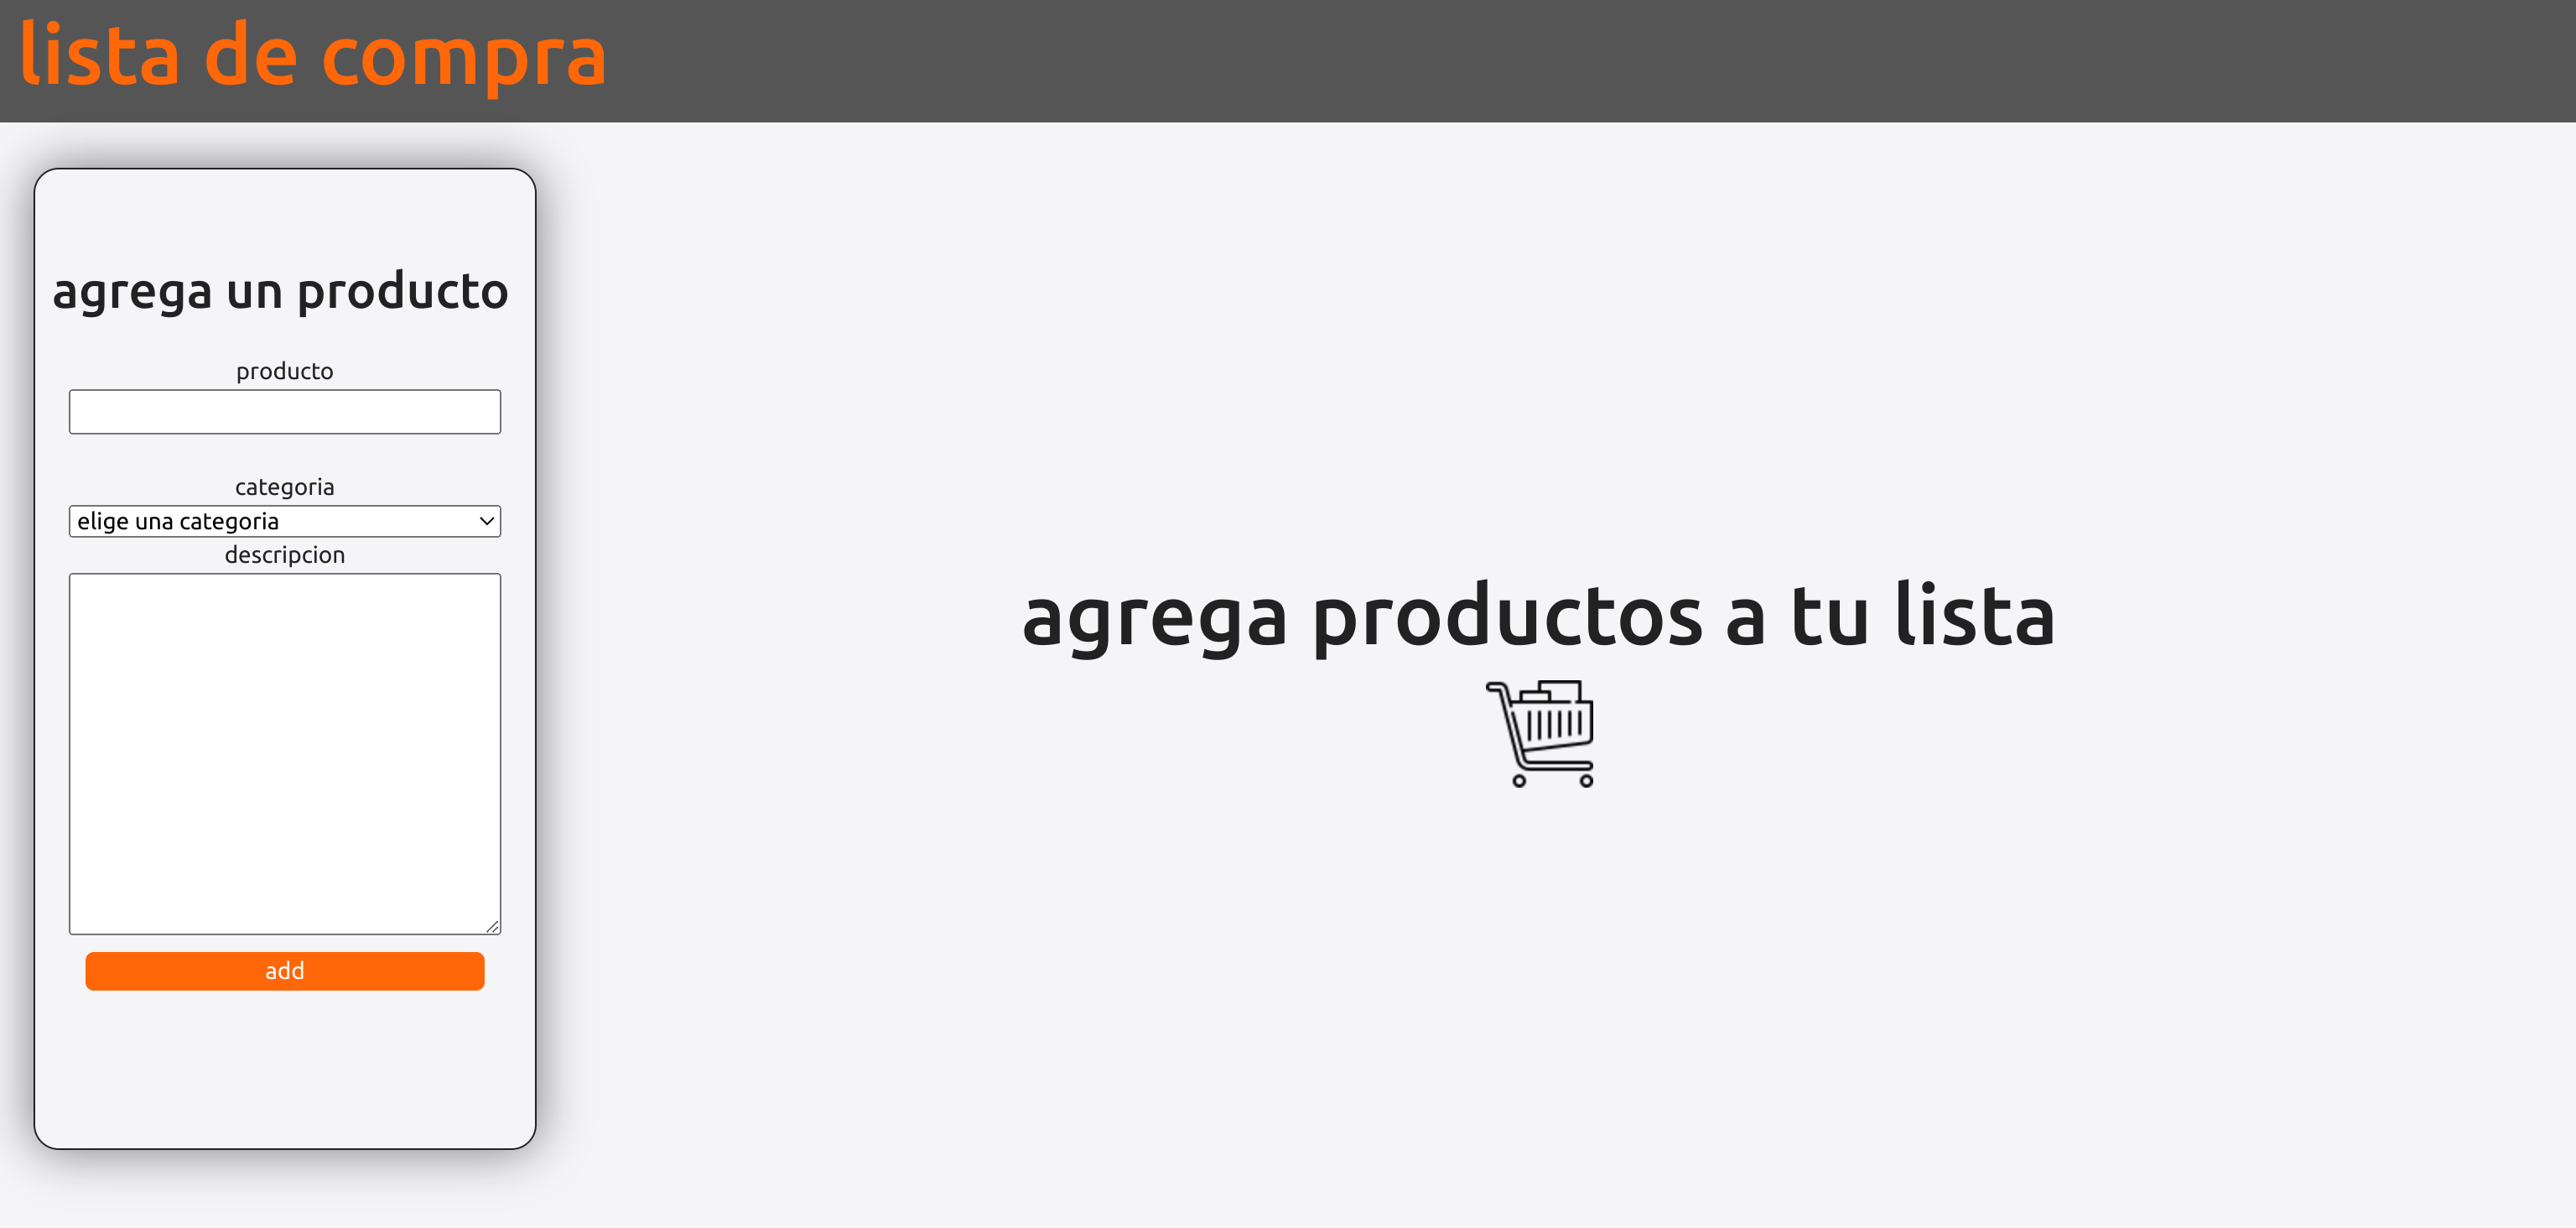 lista de compra
agrega un producto
producto
categoria
elige una categoria
descripcion
add
agrega productos a tu lista